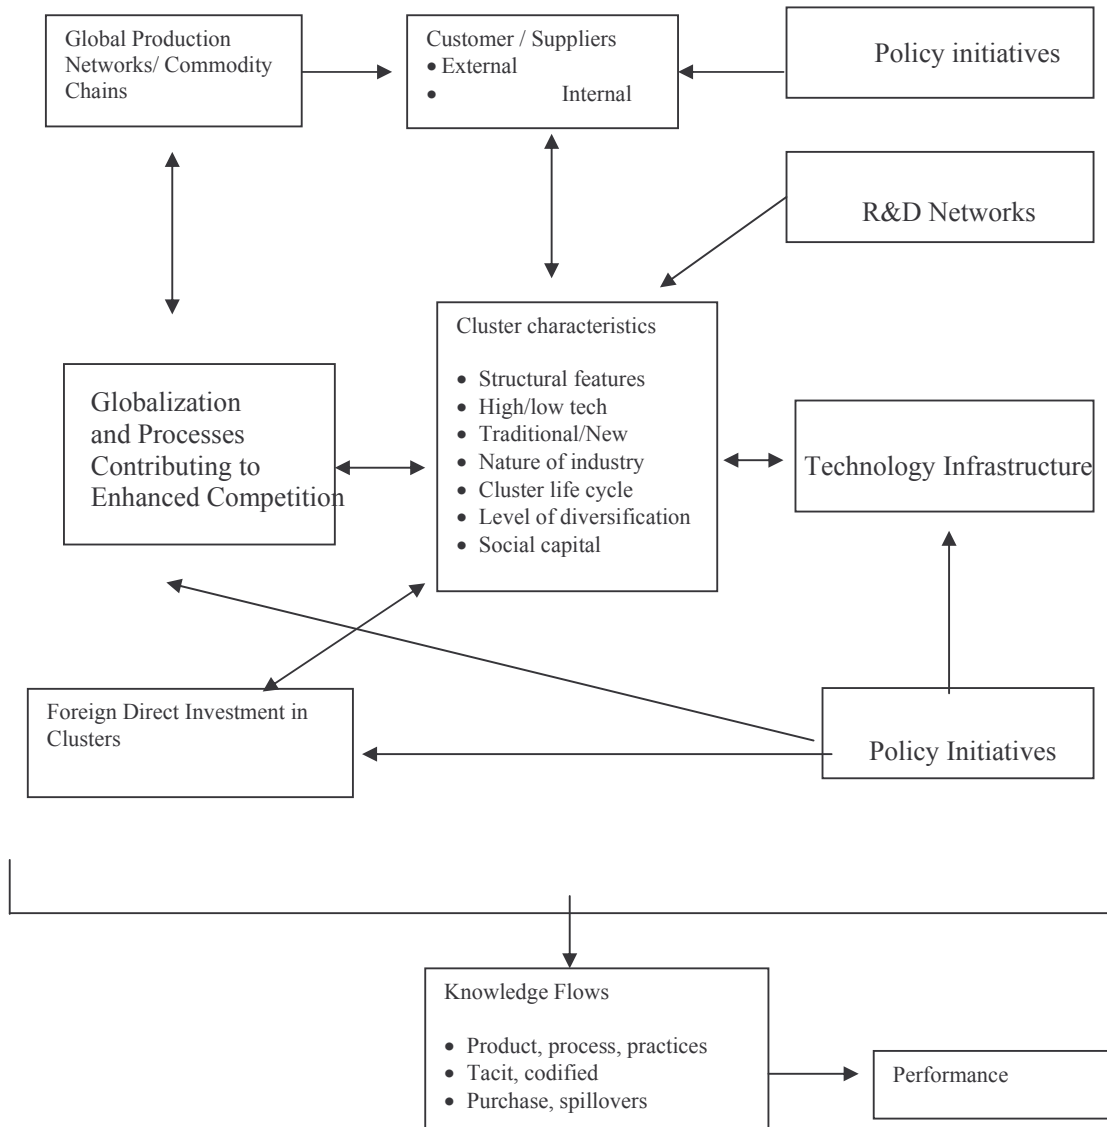 Global Production
Networks/ Commodity
Chains
Customer / Suppliers
• External
• Internal
Policy initiatives
R&D Networks
Cluster characteristics
• Structural features
• High/low tech
• Traditional/New
• Nature of industry
• Cluster life cycle
• Level of diversification
• Social capital
Globalization
and Processes
Contributing to
Enhanced Competition
Technology Infrastructure
Foreign Direct Investment in
Clusters
Policy Initiatives
Knowledge Flows
• Product, process, practices
• Tacit, codified
• Purchase, spillovers
Performance